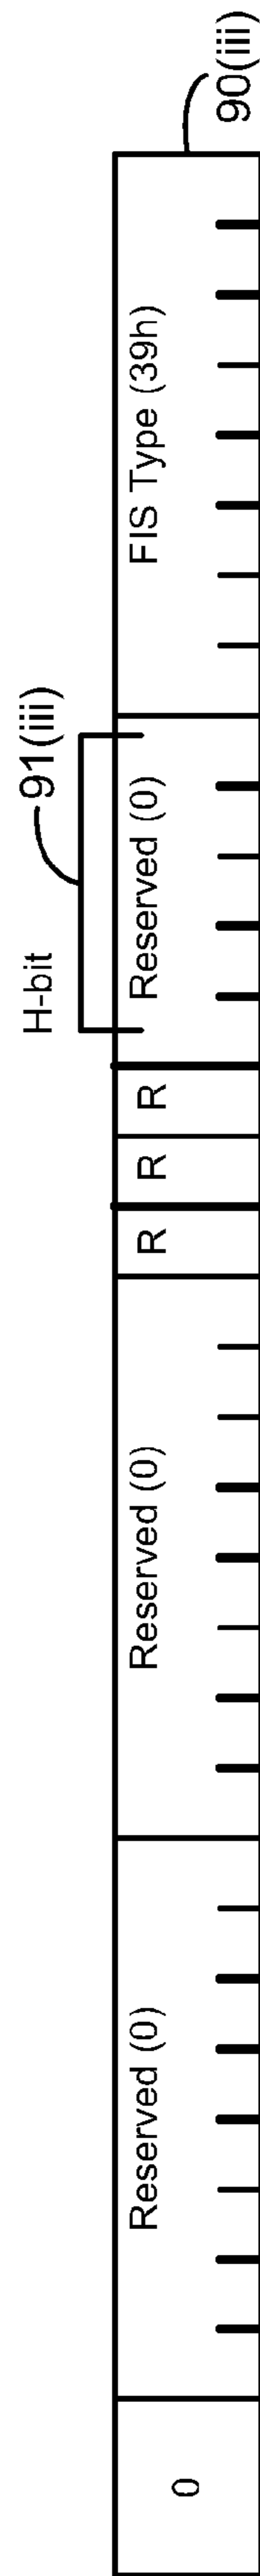 H-bit 91(iii)
0 Reserved (0) Reserved (0) R R R Reserved (0) FIS Type (39h)
90(iii)